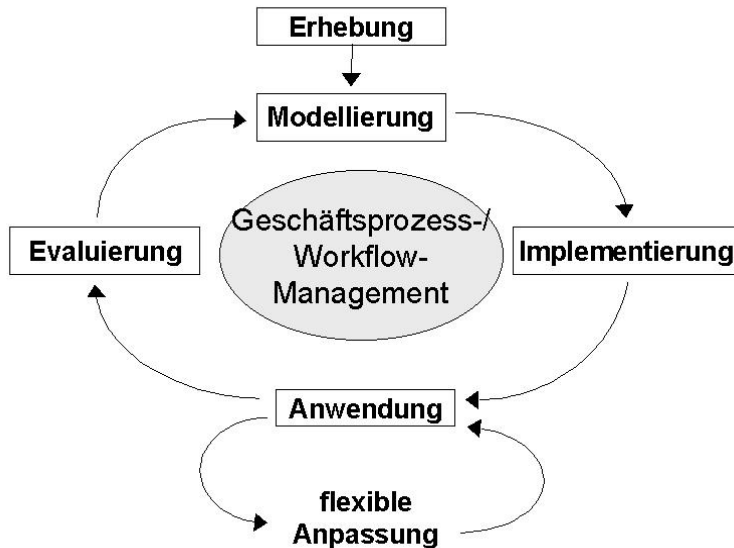 Erhebung
Modellierung
Geschäftsprozess-/
Workflow-
Management
Evaluierung
Implementierung
Anwendung
flexible
Anpassung